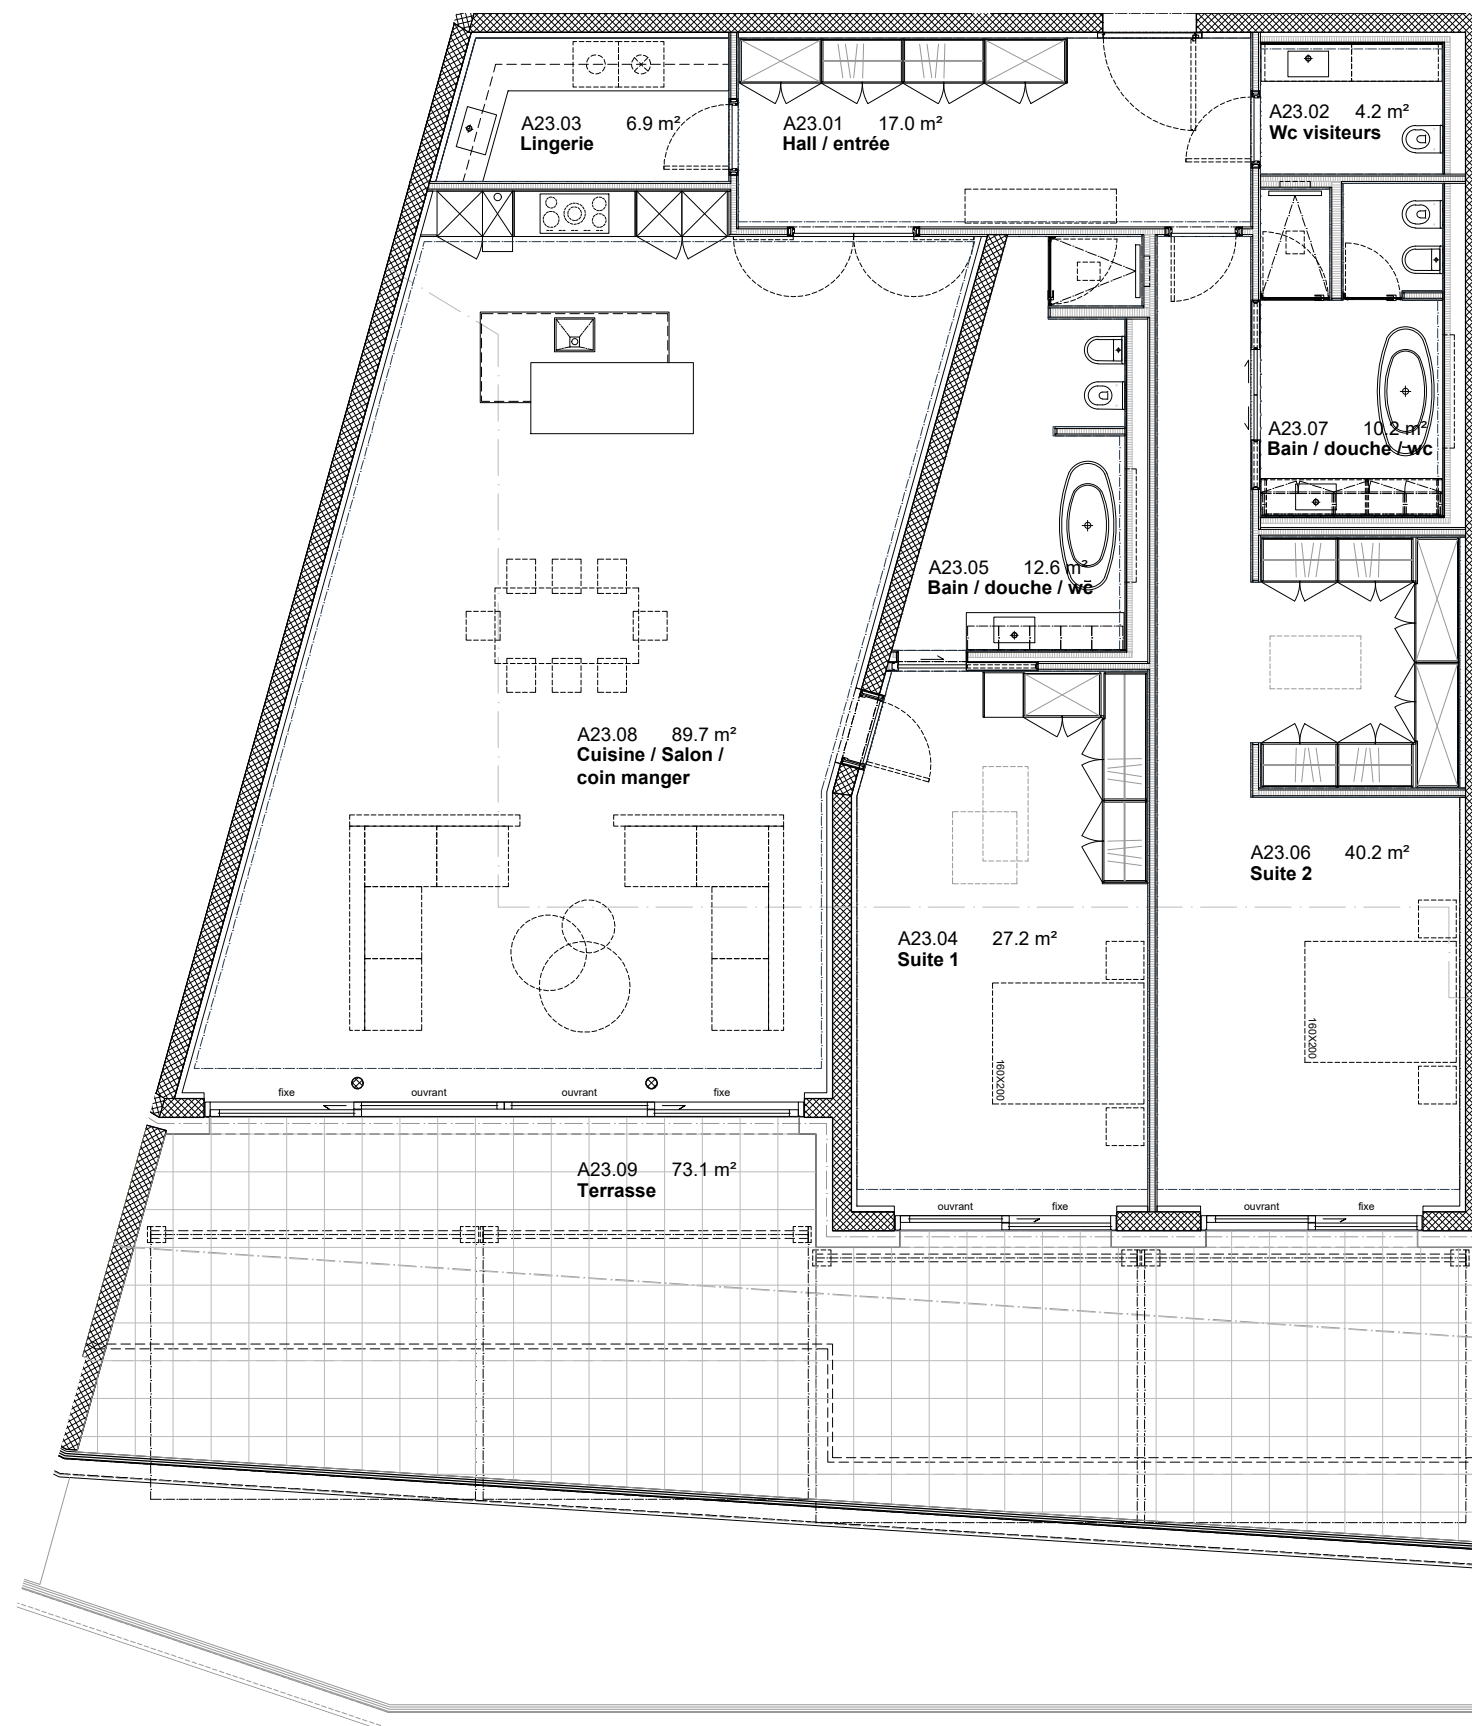 A23.03 6.9 m²
Lingerie
A23.01 17.0 m²
Hall / entrée
A23.02 4.2 m²
Wc visiteurs
A23.07 10.2 m²
Bain / douche / wc
A23.05 12.6 m²
Bain / douche / wc
A23.08 89.7 m²
Cuisine / Salon /
coin manger
A23.06 40.2 m²
Suite 2
A23.04 27.2 m²
Suite 1
160X200
160X200
fixe ouvrant ouvrant fixe
A23.09 73.1 m²
Terrasse
ouvrant fixe ouvrant fixe